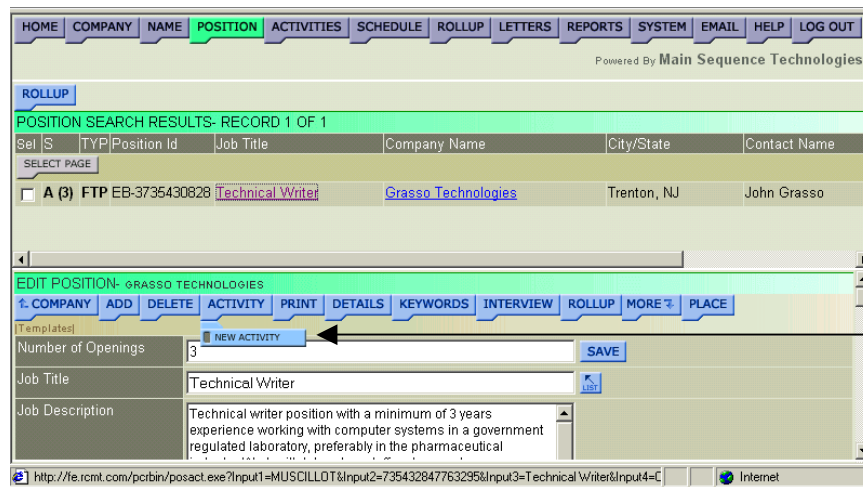 HOME COMPANY NAME POSITION ACTIVITIES SCHEDULE ROLLUP LETTERS REPORTS SYSTEM EMAIL HELP LOG OUT
Powered By Main Sequence Technologies
ROLLUP
POSITION SEARCH RESULTS- RECORD 1 OF 1
Sel S TYP Position Id Job Title Company Name City/State Contact Name
SELECT PAGE
A (3) FTP EB-3735430828 Technical Writer Grasso Technologies Trenton, NJ John Grasso
EDIT POSITION- GRASSO TECHNOLOGIES
COMPANY ADD DELETE ACTIVITY PRINT DETAILS KEYWORDS INTERVIEW ROLLUP MORE PLACE
|Templates|
NEW ACTIVITY
Number of Openings 3 SAVE
Job Title Technical Writer LIST
Job Description Technical writer position with a minimum of 3 years
experience working with computer systems in a government
regulated laboratory, preferably in the pharmaceutical
http://fe.rcmt.com/pcrbin/posact.exe?Input1=MUSCILLOT&Input2=735432847763295&Input3=Technical Writer&Input4=C Internet